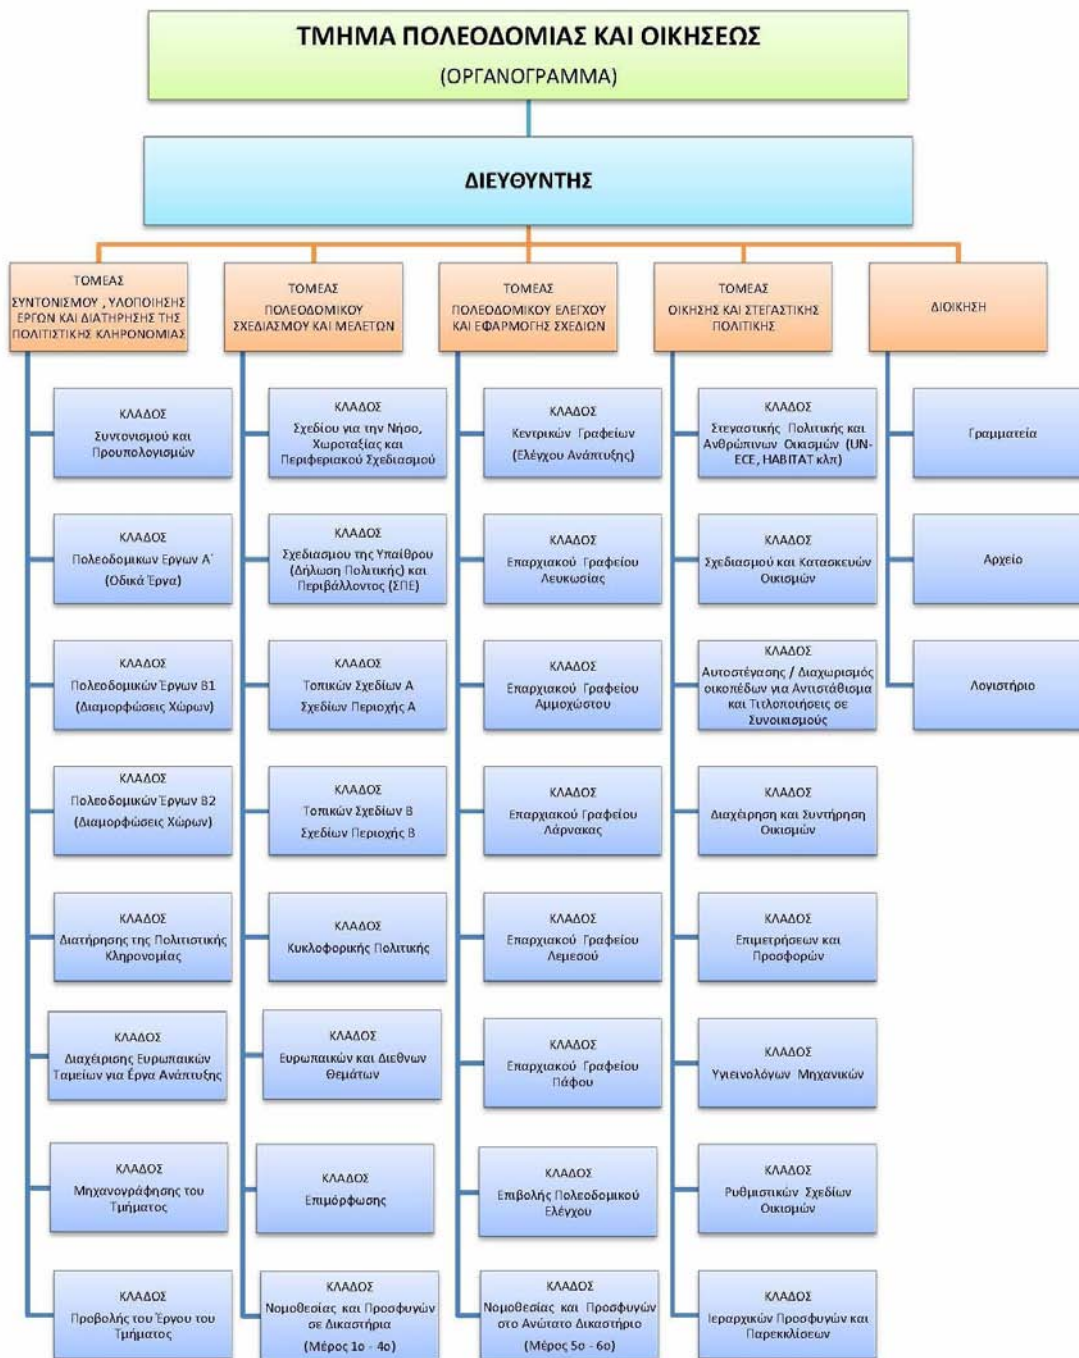 ΤΜΗΜΑ ΠΟΛΕΟΔΟΜΙΑΣ ΚΑΙ ΟΙΚΗΣΕΩΣ
(ΟΡΓΑΝΟΓΡΑΜΜΑ)
ΔΙΕΥΘΥΝΤΗΣ
ΤΟΜΕΑΣ
ΣΥΝΤΟΝΙΣΜΟΥ , ΥΛΟΠΟΙΗΣΗΣ
ΕΡΓΩΝ ΚΑΙ ΔΙΑΤΗΡΗΣΗΣ ΤΗΣ
ΠΟΛΙΤΙΣΤΙΚΗΣ ΚΛΗΡΟΝΟΜΙΑΣ
ΚΛΑΔΟΣ
Συντονισμού και
Προυπολογισμών
ΚΛΑΔΟΣ
Πολεοδομικων Εργων Α΄
(Οδικά Έργα)
ΚΛΑΔΟΣ
Πολεοδομικών Έργων Β1
(Διαμορφώσεις Χώρων)
ΚΛΑΔΟΣ
Πολεοδομικών Έργων Β2
(Διαμορφώσεις Χώρων)
ΚΛΑΔΟΣ
Διατήρησης της Πολιτιστικής
Κληρονομίας
ΚΛΑΔΟΣ
Διαχείρισης Ευρωπαικών
Ταμείων για Έργα Ανάπτυξης
ΚΛΑΔΟΣ
Μηχανογράφησης του
Τμήματος
ΚΛΑΔΟΣ
Προβολής του Έργου του
Τμήματος
ΤΟΜΕΑΣ
ΠΟΛΕΟΔΟΜΙΚΟΥ
ΣΧΕΔΙΑΣΜΟΥ ΚΑΙ ΜΕΛΕΤΩΝ
ΚΛΑΔΟΣ
Σχεδίου για την Νήσο,
Χωροταξίας και
Περιφεριακού Σχεδιασμού
ΚΛΑΔΟΣ
Σχεδιασμου της Υπαίθρου
(Δήλωση Πολιτικής) και
Περιβάλλοντος (ΣΠΕ)
ΚΛΑΔΟΣ
Τοπικών Σχεδίων Α
Σχεδίων Περιοχής Α
ΚΛΑΔΟΣ
Τοπικών Σχεδίων Β
Σχεδίων Περιοχής Β
ΚΛΑΔΟΣ
Κυκλοφορικής Πολιτικής
ΚΛΑΔΟΣ
Ευρωπαικών και Διεθνων
Θεμάτων
ΚΛΑΔΟΣ
Επιμόρφωσης
ΚΛΑΔΟΣ
Νομοθεσίας και Προσφυγών
σε Δικαστήρια
(Μέρος 1ο - 4ο)
ΤΟΜΕΑΣ
ΠΟΛΕΟΔΟΜΙΚΟΥ ΕΛΕΓΧΟΥ
ΚΑΙ ΕΦΑΡΜΟΓΗΣ ΣΧΕΔΙΩΝ
ΚΛΑΔΟΣ
Κεντρικών Γραφείων
(Ελέγχου Ανάπτυξης)
ΚΛΑΔΟΣ
Επαρχιακού Γραφείου
Λευκωσίας
ΚΛΑΔΟΣ
Επαρχιακού Γραφείου
Αμμοχώστου
ΚΛΑΔΟΣ
Επαρχιακού Γραφείου
Λάρνακας
ΚΛΑΔΟΣ
Επαρχιακού Γραφείου
Λεμεσού
ΚΛΑΔΟΣ
Επαρχιακού Γραφείου
Πάφου
ΚΛΑΔΟΣ
Επιβολής Πολεοδομικού
Ελέγχου
ΚΛΑΔΟΣ
Νομοθεσίας και Προσφυγών
στο Ανώτατο Δικαστήριο
(Μέρος 5ο - 6ο)
ΤΟΜΕΑΣ
ΟΙΚΗΣΗΣ ΚΑΙ ΣΤΕΓΑΣΤΙΚΗΣ
ΠΟΛΙΤΙΚΗΣ
ΚΛΑΔΟΣ
Στεγαστικής Πολιτικής και
Ανθρώπινων Οικισμών (UN-
ECE, HABITAT κλπ)
ΚΛΑΔΟΣ
Σχεδιασμού και Κατασκευών
Οικισμών
ΚΛΑΔΟΣ
Αυτοστέγασης / Διαχωρισμός
οικοπέδων για Αντιστάθισμα
και Τιτλοποιήσεις σε
Συνοικισμούς
ΚΛΑΔΟΣ
Διαχείρηση και Συντήρηση
Οικισμών
ΚΛΑΔΟΣ
Επιμετρήσεων και
Προσφορών
ΚΛΑΔΟΣ
Υγιεινολόγων Μηχανικών
ΚΛΑΔΟΣ
Ρυθμιστικών Σχεδίων
Οικισμών
ΚΛΑΔΟΣ
Ιεραρχικών Προσφυγών και
Παρεκκλίσεων
ΔΙΟΙΚΗΣΗ
Γραμματεία
Αρχείο
Λογιστήριο